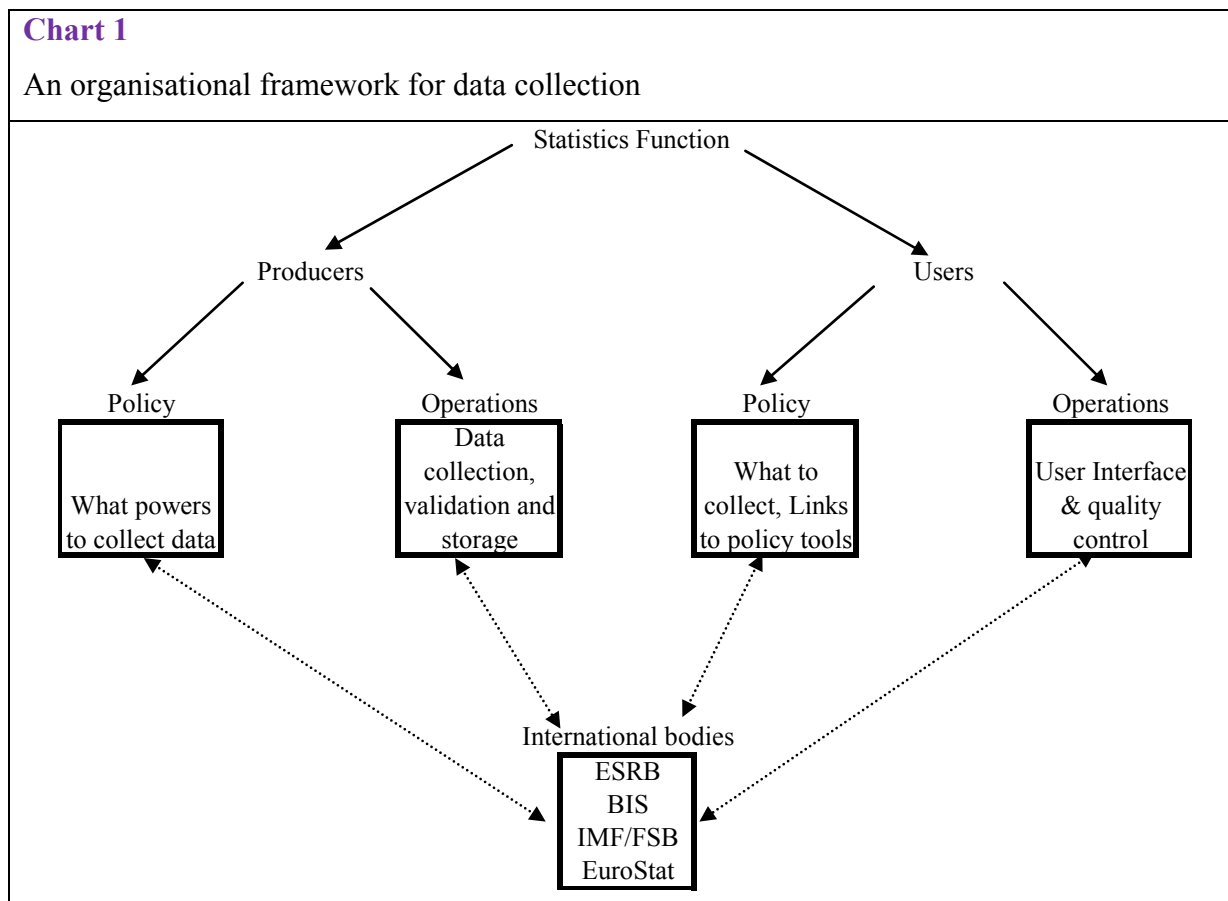 Chart 1
An organisational framework for data collection
Statistics Function
Producers
Users
Policy
Operations
Policy
Operations
What powers
to collect data
Data
collection,
validation and
storage
What to
collect, Links
to policy tools
User Interface
& quality
control
International bodies
ESRB
BIS
IMF/FSB
EuroStat